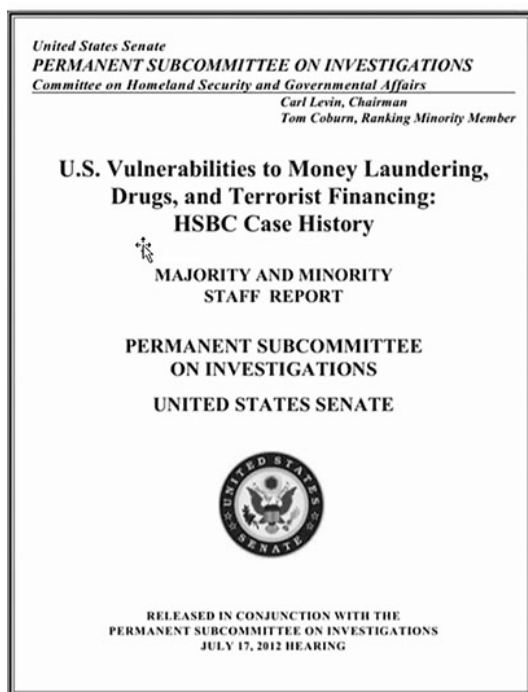 United States Senate
PERMANENT SUBCOMMITTEE ON INVESTIGATIONS
Committee on Homeland Security and Governmental Affairs
Carl Levin, Chairman
Tom Coburn, Ranking Minority Member
U.S. Vulnerabilities to Money Laundering,
Drugs, and Terrorist Financing:
HSBC Case History
MAJORITY AND MINORITY
STAFF REPORT
PERMANENT SUBCOMMITTEE
ON INVESTIGATIONS
UNITED STATES SENATE
UNITED STATES
SENATE
RELEASED IN CONJUNCTION WITH THE
PERMANENT SUBCOMMITTEE ON INVESTIGATIONS
JULY 17, 2012 HEARING